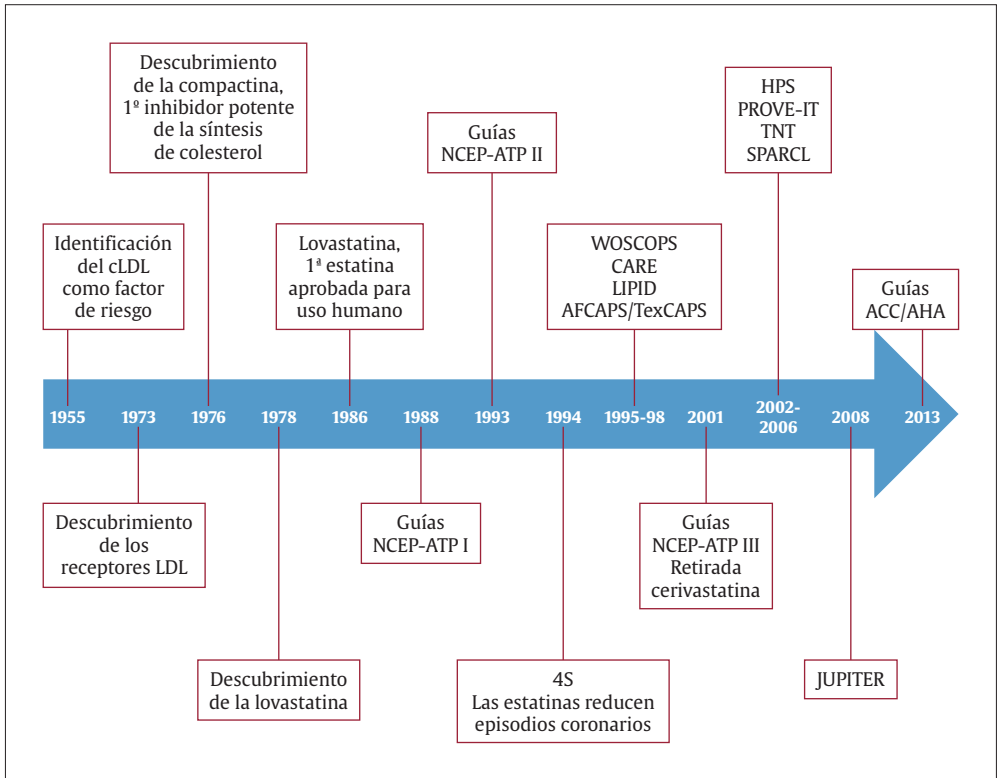 Descubrimiento
de la compactina,
1º inhibidor potente
de la síntesis
de colesterol
HPS
PROVE-IT
TNT
SPARCL
Guías
NCEP-ATP II
Identificación
del cLDL
como factor
de riesgo
Lovastatina,
1ª estatina
aprobada para
uso humano
WOSCOPS
CARE
LIPID
AFCAPS/TexCAPS
Guías
ACC/AHA
1955
1973
1976
1978
1986
1988
1993
1994
1995-98
2001
2002-
2006
2008
2013
Descubrimiento
de los
receptores LDL
Guías
NCEP-ATP I
Guías
NCEP-ATP III
Retirada
cerivastatina
Descubrimiento
de la lovastatina
4S
Las estatinas reducen
episodios coronarios
JUPITER